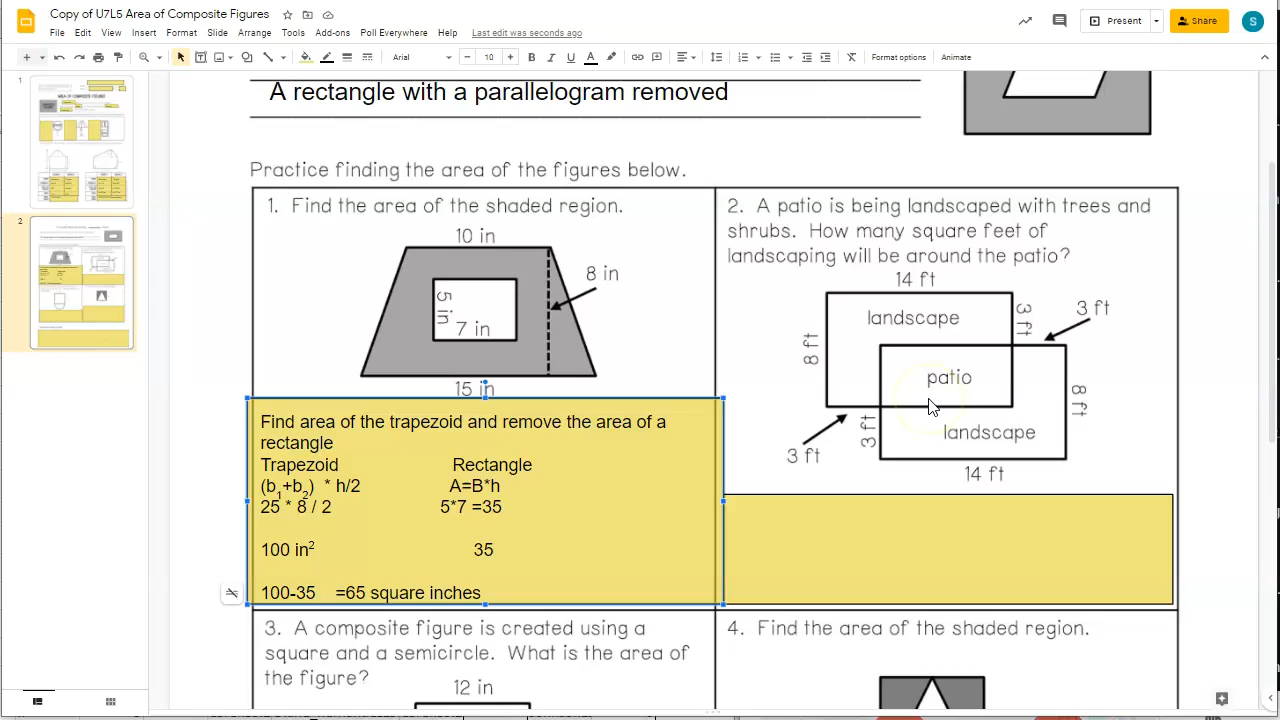 Copy of U7L5 Area of Composite Figures
File Edit View Insert Format Slide Arrange Tools Add-ons Poll Everywhere Help Last edit was seconds ago
Present
Share
S
Arial
10
Format options
Animate
1
2
A rectangle with a parallelogram removed
Practice finding the area of the figures below.
1. Find the area of the shaded region.
10 in
8 in
5 in
7 in
15 in
Find area of the trapezoid and remove the area of a
rectangle
Trapezoid Rectangle
(b1+b2) * h/2 A=B*h
25 * 8 / 2 5*7 =35
100 in2 35
100-35 =65 square inches
2. A patio is being landscaped with trees and
shrubs. How many square feet of
landscaping will be around the patio?
14 ft
landscape
3 ft
3 ft
8 ft
patio
8 ft
3 ft
landscape
3 ft
14 ft
3. A composite figure is created using a
square and a semicircle. What is the area of
the figure?
12 in
4. Find the area of the shaded region.